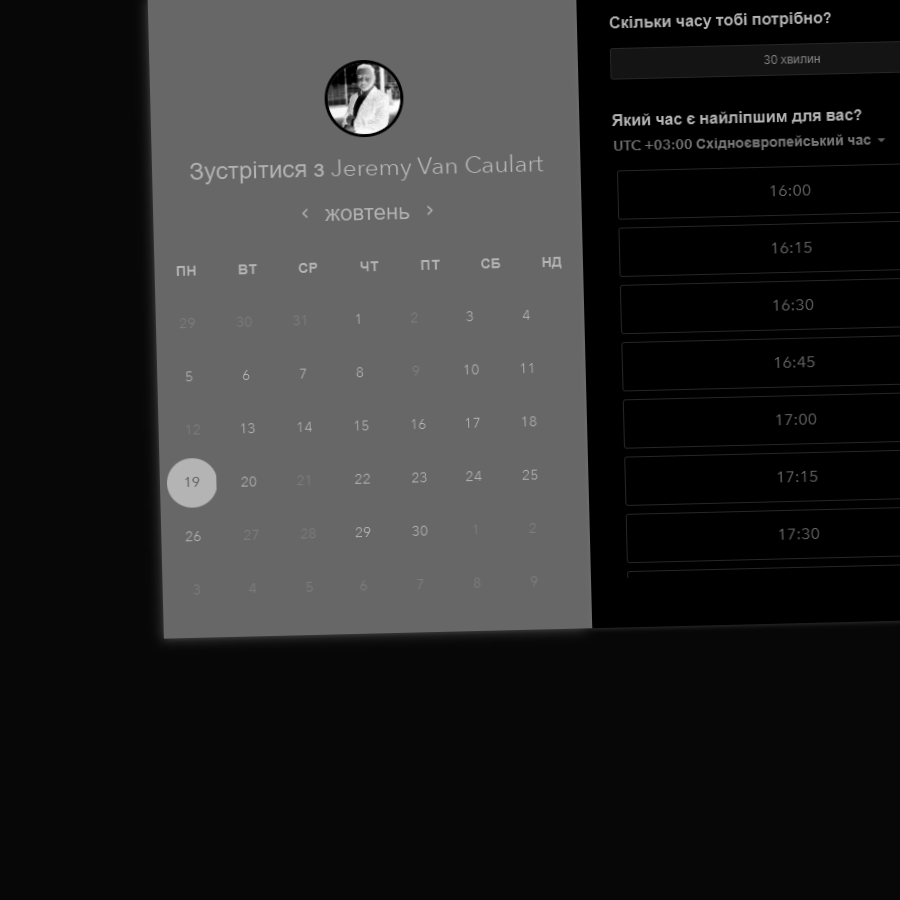 Зустрітися з Jeremy Van Caulart
жовтень
ПН ВТ СР ЧТ ПТ СБ НД
29 30 31 1 2 3 4
5 6 7 8 9 10 11
12 13 14 15 16 17 18
19 20 21 22 23 24 25
26 27 28 29 30 1 2
3 4 5 6 7 8 9
Скільки часу тобі потрібно?
30 хвилин
Який час є найліпшим для вас?
UTC +03:00 Східноєвропейський час
16:00
16:15
16:30
16:45
17:00
17:15
17:30